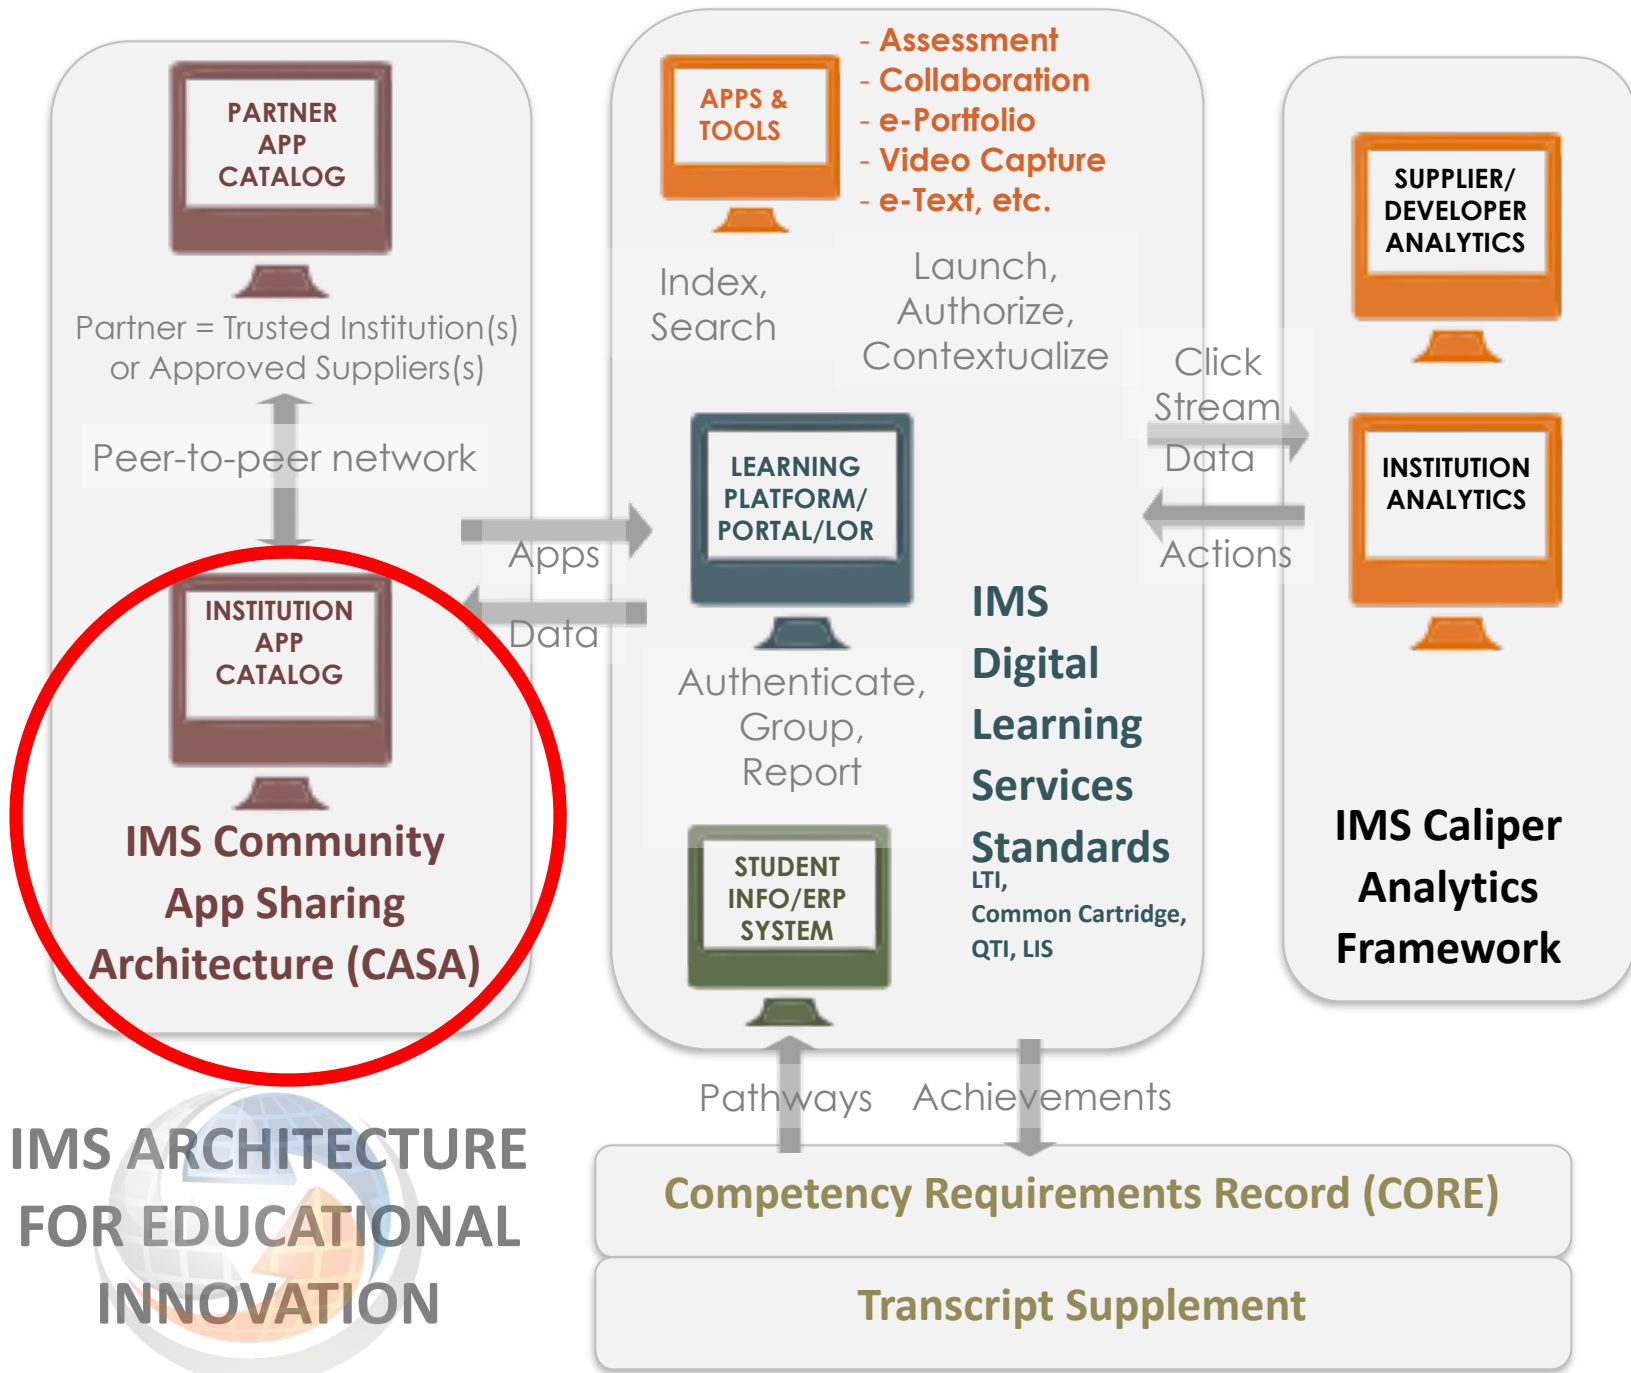 PARTNER
APP
CATALOG
Partner = Trusted Institution(s)
or Approved Suppliers(s)
Peer-to-peer network
INSTITUTION
APP
CATALOG
IMS Community
App Sharing
Architecture (CASA)
Apps
Data
APPS &
TOOLS
- Assessment
- Collaboration
- e-Portfolio
- Video Capture
- e-Text, etc.
Index,
Search
Launch,
Authorize,
Contextualize
LEARNING
PLATFORM/
PORTAL/LOR
Authenticate,
Group,
Report
IMS
Digital
Learning
Services
Standards
LTI,
Common Cartridge,
QTI, LIS
STUDENT
INFO/ERP
SYSTEM
Click
Stream
Data
Actions
SUPPLIER/
DEVELOPER
ANALYTICS
INSTITUTION
ANALYTICS
IMS Caliper
Analytics
Framework
Pathways
Achievements
Competency Requirements Record (CORE)
Transcript Supplement
IMS ARCHITECTURE
FOR EDUCATIONAL
INNOVATION